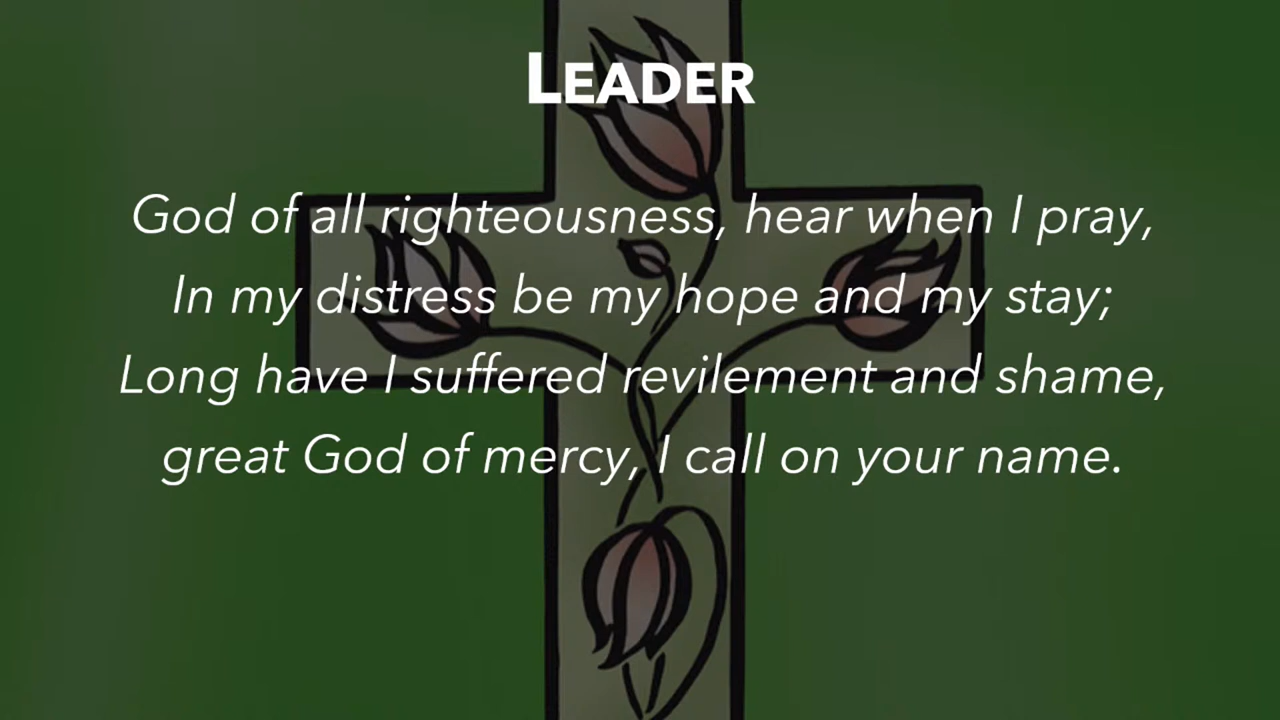 LEADER
God of all righteousness, hear when I pray,
In my distress be my hope and my stay;
Long have I suffered revilement and shame,
great God of mercy, I call on your name.